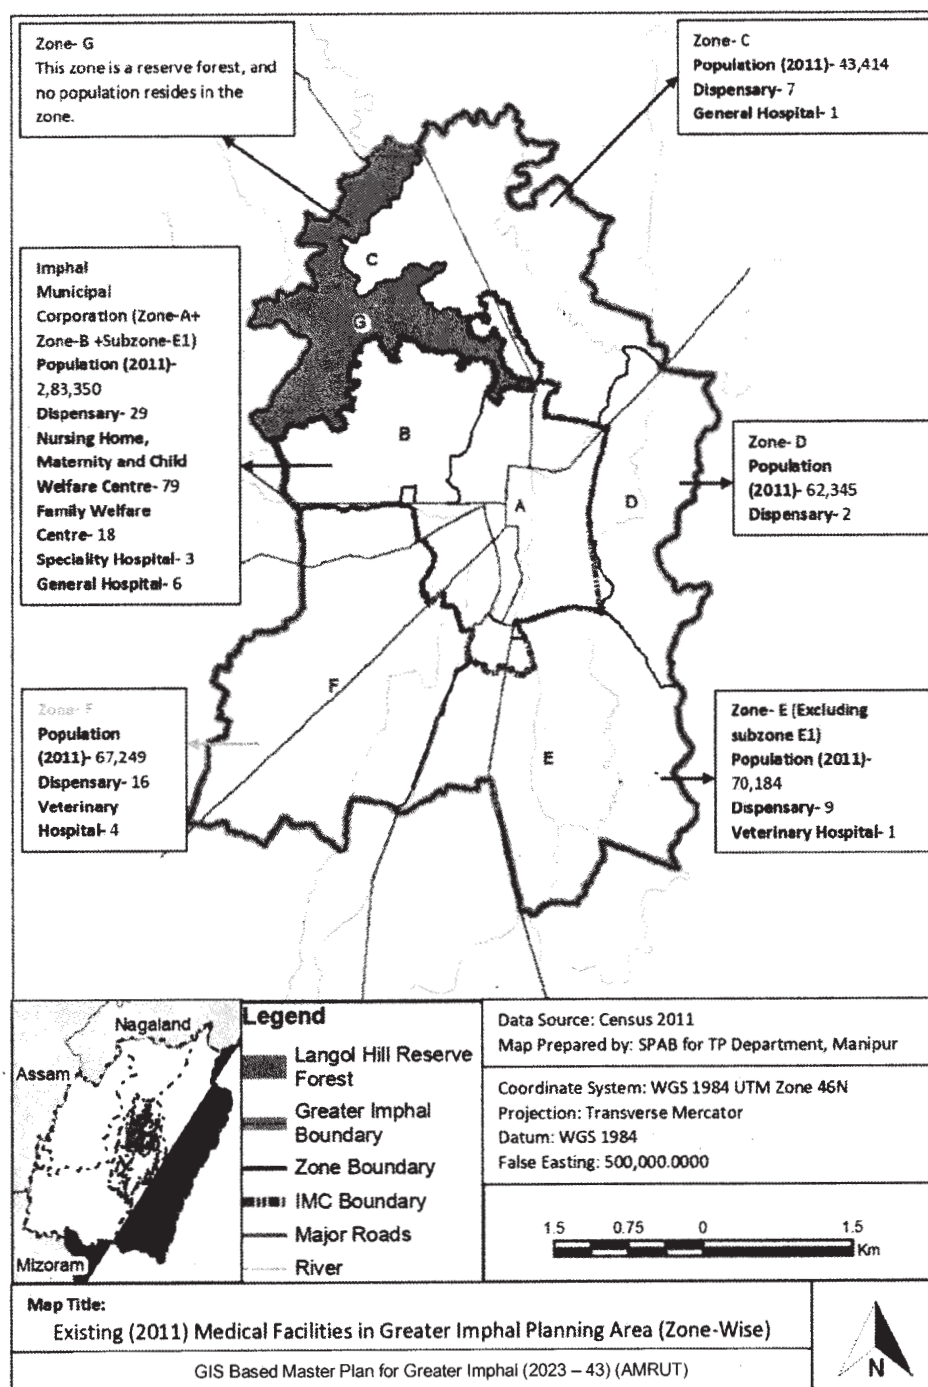 Zone- G
This zone is a reserve forest, and
no population resides in the
zone.
Zone- C
Population (2011)- 43,414
Dispensary- 7
General Hospital- 1
Imphal
Municipal
Corporation (Zone-A+
Zone-B +Subzone-E1)
Population (2011)-
2,83,350
Dispensary- 29
Nursing Home,
Maternity and Child
Welfare Centre- 79
Family Welfare
Centre- 18
Speciality Hospital- 3
General Hospital- 6
C
G
B
A
D
F
E
Zone- D
Population
(2011)- 62,345
Dispensary- 2
Zone- F
Population
(2011)- 67,249
Dispensary- 16
Veterinary
Hospital- 4
Zone- E (Excluding
subzone E1)
Population (2011)-
70,184
Dispensary- 9
Veterinary Hospital- 1
Nagaland
Assam
Mizoram
Legend
Langol Hill Reserve
Forest
Greater Imphal
Boundary
Zone Boundary
IMC Boundary
Major Roads
River
Data Source: Census 2011
Map Prepared by: SPAB for TP Department, Manipur
Coordinate System: WGS 1984 UTM Zone 46N
Projection: Transverse Mercator
Datum: WGS 1984
False Easting: 500,000.0000
1.5 0.75 0 1.5
Km
Map Title:
Existing (2011) Medical Facilities in Greater Imphal Planning Area (Zone-Wise)
GIS Based Master Plan for Greater Imphal (2023 – 43) (AMRUT)
N